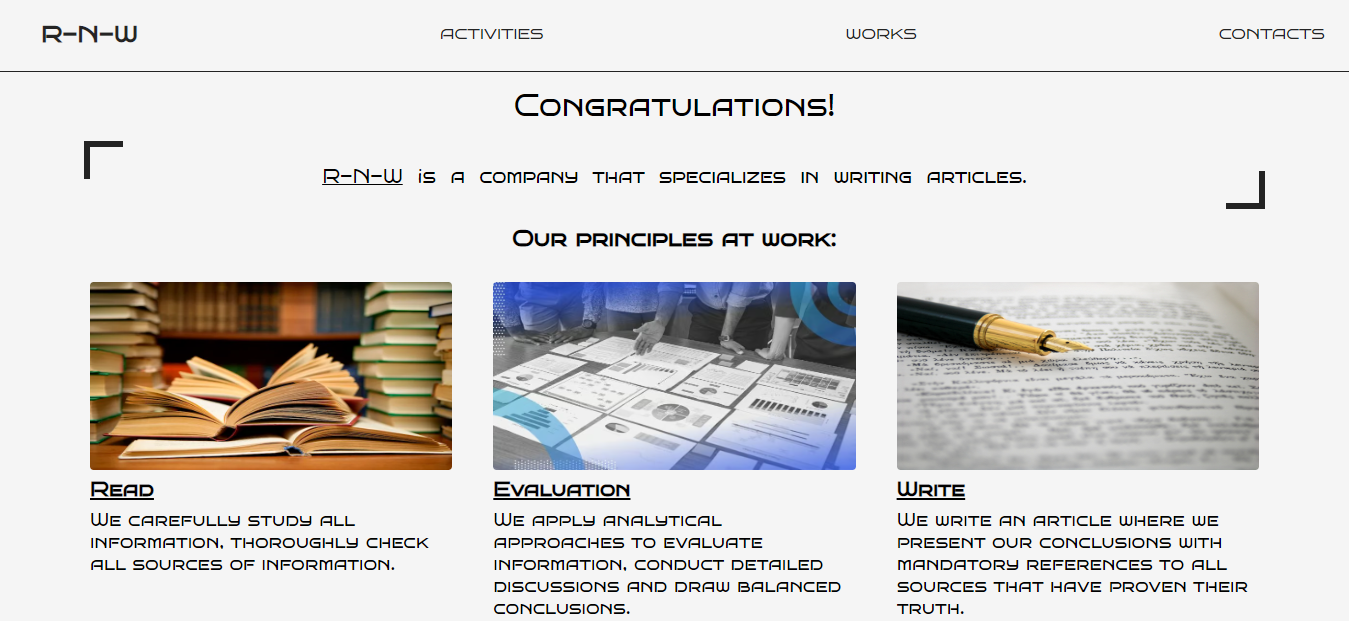 R-N-W
ACTIVITIES
WORKS
CONTACTS
Congratulations!
R-N-W is a company that specializes in writing articles.
Our principles at work:
Read
We carefully study all
information, thoroughly check
all sources of information.
Evaluation
We apply analytical
approaches to evaluate
information, conduct detailed
discussions and draw balanced
conclusions.
Write
We write an article where we
present our conclusions with
mandatory references to all
sources that have proven their
truth.